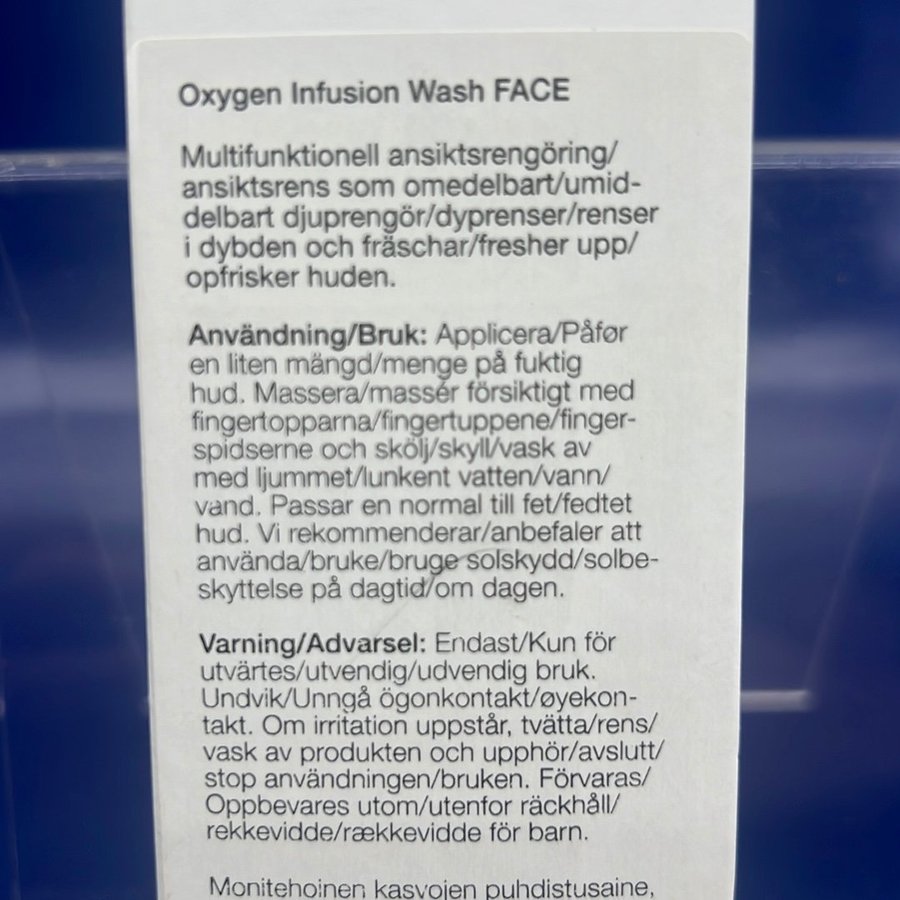 Oxygen Infusion Wash FACE
Multifunktionell ansiktsrengöring/
ansiktsrens som omedelbart/umid-
delbart djuprengör/dyprenser/renser
i dybden och fräschar/fresher upp/
opfrisker huden.
Användning/Bruk: Applicera/Påfør
en liten mängd/menge på fuktig
hud. Massera/massér försiktigt med
fingertopparna/fingertuppene/finger-
spidserne och skölj/skyll/vask av
med ljummet/lunkent vatten/vann/
vand. Passar en normal till fet/fedtet
hud. Vi rekommenderar/anbefaler att
använda/bruke/bruge solskydd/solbe-
skyttelse på dagtid/om dagen.
Varning/Advarsel: Endast/Kun för
utvärtes/utvendig/udvendig bruk.
Undvik/Unngå ögonkontakt/øyekon-
takt. Om irritation uppstår, tvätta/rens/
vask av produkten och upphör/avslutt/
stop användningen/bruken. Förvaras/
Oppbevares utom/utenfor räckhåll/
rekkevidde/rækkevidde för barn.
Monitehoinen kasvojen puhdistusaine,